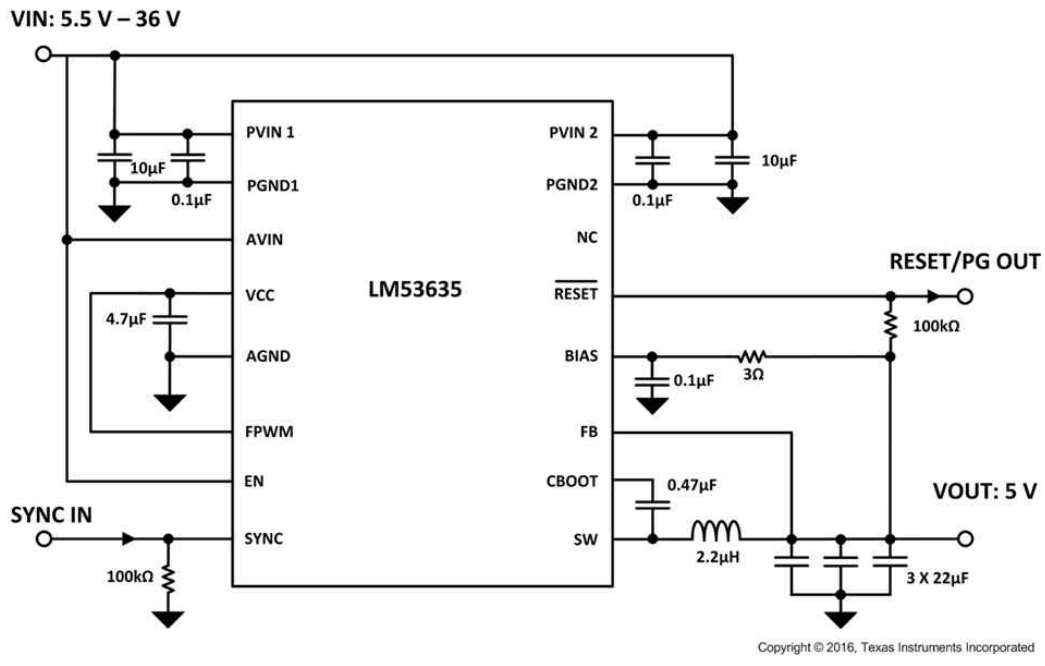 VIN: 5.5 V – 36 V
PVIN 1
PVIN 2
10µF
0.1µF
PGND1
PGND2
0.1µF
10µF
AVIN
NC
LM53635
RESET/PG OUT
VCC
RESET
4.7µF
100kΩ
AGND
BIAS
0.1µF
3Ω
FPWM
FB
EN
CBOOT
0.47µF
VOUT: 5 V
SYNC IN
SYNC
SW
2.2µH
100kΩ
3 X 22µF
Copyright © 2016, Texas Instruments Incorporated